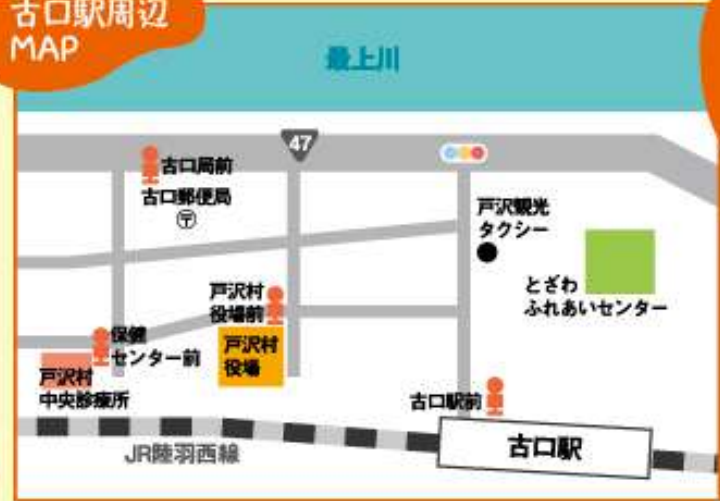 古口駅周辺
MAP
最上川
47
古口局前
古口郵便局
〒
戸沢観光
タクシー
とざわ
ふれあいセンター
戸沢村
役場前
戸沢村
役場
保健
センター前
戸沢村
中央診療所
古口駅前
古口駅
JR陸羽西線